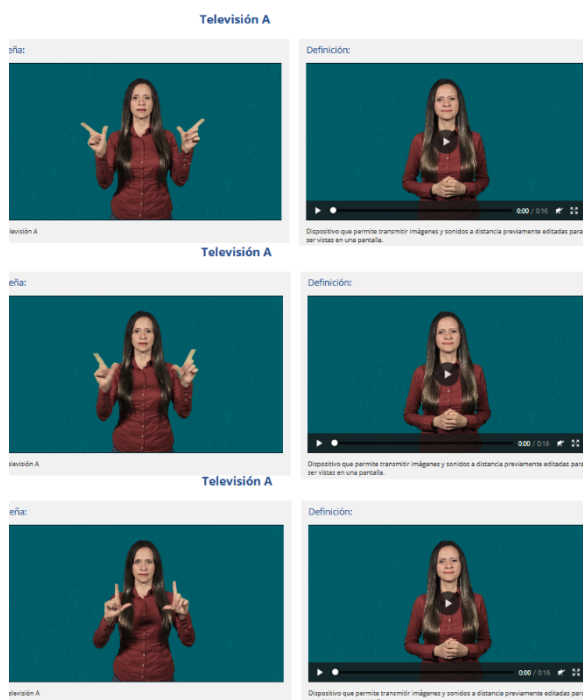 Televisión A
eña:
Definición:
0:00 / 0:16
levisión A
Dispositivo que permite transmitir imágenes y sonidos a distancia previamente editadas para
ser vistas en una pantalla.
Televisión A
eña:
Definición:
0:00 / 0:16
elevisión A
Dispositivo que permite transmitir imágenes y sonidos a distancia previamente editadas para
ser vistas en una pantalla.
Televisión A
eña:
Definición:
0:00 / 0:16
alevisión A
Dispositivo que permite transmitir imágenes y sonidos a distancia previamente editadas para